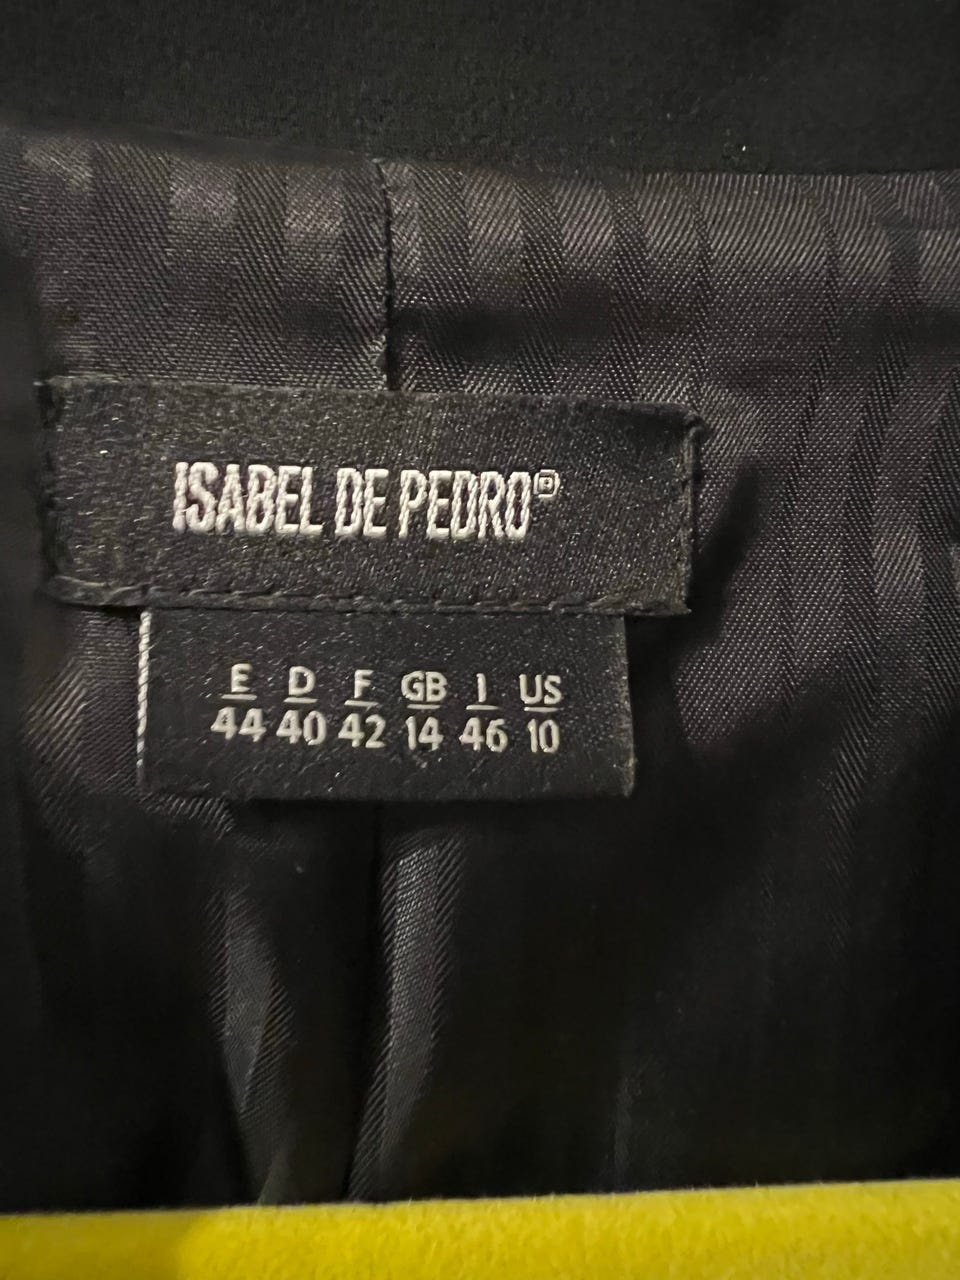 ISABEL DE PEDRO®
E D F GB I US
44 40 42 14 46 10